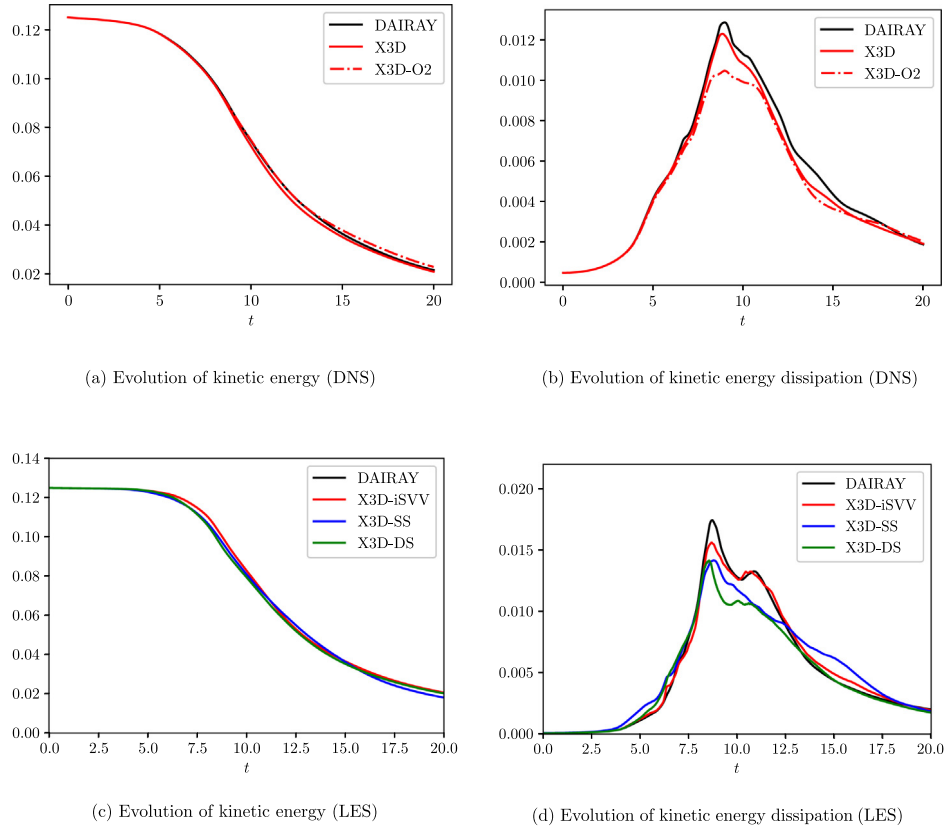 0.12
0.10
0.08
0.06
0.04
0.02
DAIRAY
X3D
X3D-O2
0 5 10 15 20
t
(a) Evolution of kinetic energy (DNS)
0.012
0.010
0.008
0.006
0.004
0.002
0.000
DAIRAY
X3D
X3D-O2
0 5 10 15 20
t
(b) Evolution of kinetic energy dissipation (DNS)
0.14
0.12
0.10
0.08
0.06
0.04
0.02
0.00
DAIRAY
X3D-iSVV
X3D-SS
X3D-DS
0.0 2.5 5.0 7.5 10.0 12.5 15.0 17.5 20.0
t
(c) Evolution of kinetic energy (LES)
0.020
0.015
0.010
0.005
0.000
DAIRAY
X3D-iSVV
X3D-SS
X3D-DS
0.0 2.5 5.0 7.5 10.0 12.5 15.0 17.5 20.0
t
(d) Evolution of kinetic energy dissipation (LES)